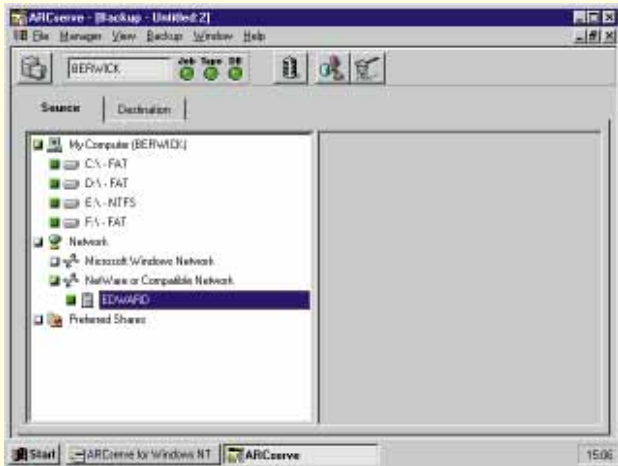 ARCserve - [Backup - Untitled:2]
File Manager View Backup Window Help
BERWICK Job Tape DB
Source Destination
My Computer (BERWICK)
C:\ - FAT
D:\ - FAT
E:\ - NTFS
F:\ - FAT
Network
Microsoft Windows Network
NetWare or Compatible Network
EDWARD
Preferred Shares
Start ARCserve for Windows NT ARCserve 15:06